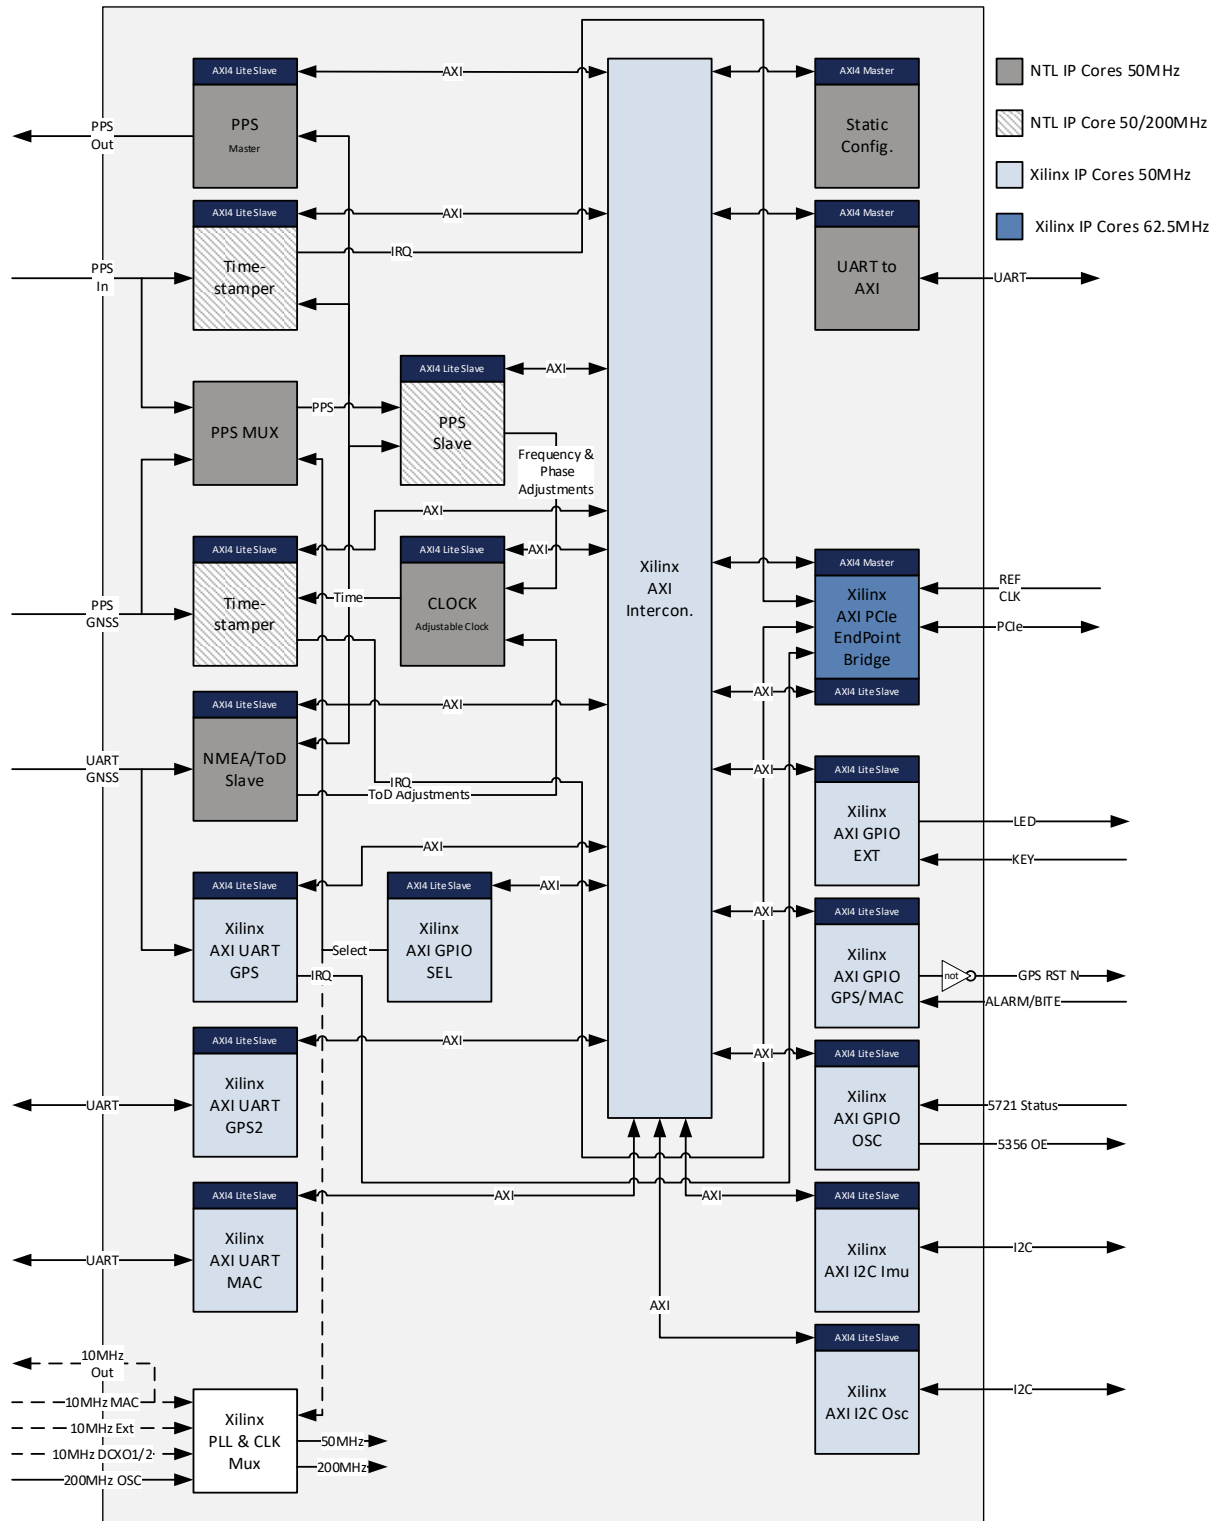 AXI4 Lite Slave
AXI
AXI4 Master
NTL IP Cores 50MHz
PPS
Out
PPS
Master
Static
Config.
NTL IP Core 50/200MHz
Xilinx IP Cores 50MHz
AXI4 Lite Slave
AXI
AXI4 Master
Xilinx IP Cores 62.5MHz
IRQ
PPS
In
Time-
stamper
UART to
AXI
UART
AXI4 Lite Slave
AXI
PPS MUX
PPS
PPS
Slave
Frequency &
Phase
Adjustments
AXI
AXI4 Lite Slave
AXI4 Lite Slave
AXI
Xilinx
AXI
Intercon.
AXI4 Master
PPS
GNSS
Time-
stamper
Time
CLOCK
Adjustable Clock
Xilinx
AXI PCIe
EndPoint
Bridge
REF
CLK
PCIe
AXI4 Lite Slave
AXI
AXI
AXI4 Lite Slave
UART
GNSS
NMEA/ToD
Slave
IRQ
ToD Adjustments
AXI
AXI4 Lite Slave
Xilinx
AXI GPIO
EXT
LED
KEY
AXI
AXI4 Lite Slave
AXI4 Lite Slave
AXI
AXI
AXI4 Lite Slave
Xilinx
AXI UART
GPS
Select
IRQ
Xilinx
AXI GPIO
SEL
Xilinx
AXI GPIO
GPS/MAC
not
GPS RST N
ALARM/BITE
AXI4 Lite Slave
AXI
AXI
AXI4 Lite Slave
UART
Xilinx
AXI UART
GPS2
Xilinx
AXI GPIO
OSC
5721 Status
5356 OE
AXI4 Lite Slave
AXI
AXI
AXI4 Lite Slave
UART
Xilinx
AXI UART
MAC
Xilinx
AXI I2C Imu
I2C
AXI
AXI4 Lite Slave
10MHz
Out
10MHz MAC
10MHz Ext
10MHz DCXO1/2
200MHz OSC
Xilinx
PLL & CLK
Mux
50MHz
200MHz
Xilinx
AXI I2C Osc
I2C